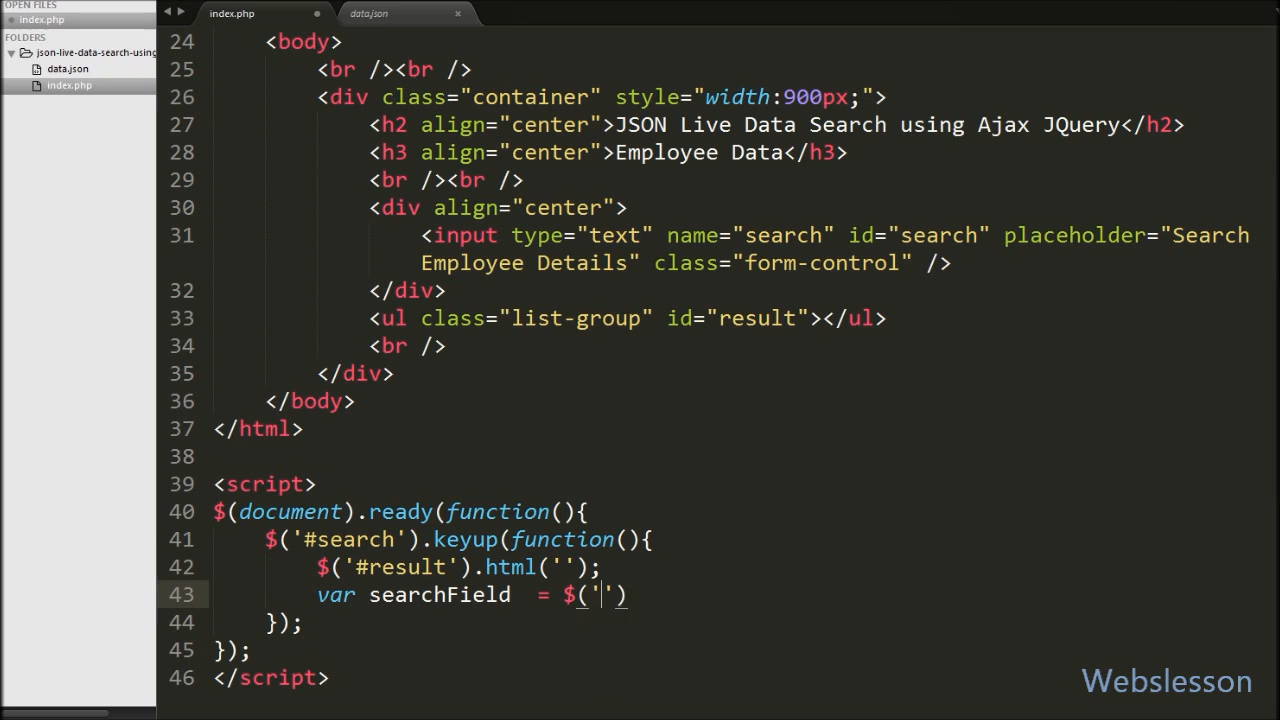 OPEN FILES
index.php
FOLDERS
json-live-data-search-using
data.json
index.php
index.php
data.json
24 <body>
25 <br /><br />
26 <div class="container" style="width:900px;">
27 <h2 align="center">JSON Live Data Search using Ajax JQuery</h2>
28 <h3 align="center">Employee Data</h3>
29 <br /><br />
30 <div align="center">
31 <input type="text" name="search" id="search" placeholder="Search
Employee Details" class="form-control" />
32 </div>
33 <ul class="list-group" id="result"></ul>
34 <br />
35 </div>
36 </body>
37 </html>
38
39 <script>
40 $(document).ready(function(){
41 $('#search').keyup(function(){
42 $('#result').html('');
43 var searchField  = $('')
44 });
45 });
46 </script>
Webslesson